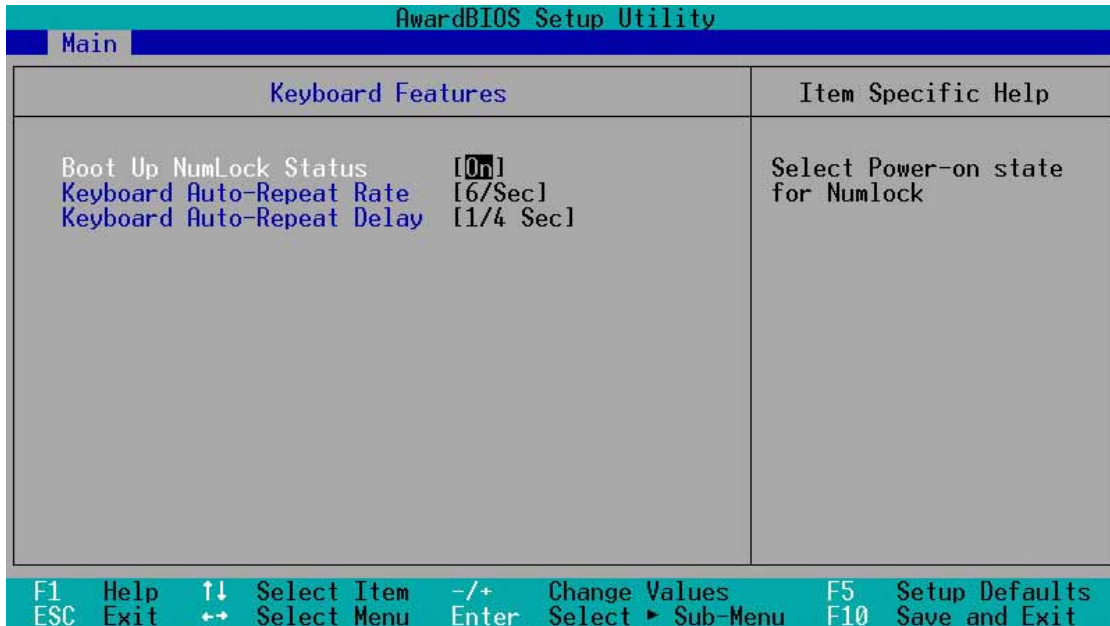 AwardBIOS Setup Utility
Main
Keyboard Features
Item Specific Help
Boot Up NumLock Status [On]
Keyboard Auto-Repeat Rate [6/Sec]
Keyboard Auto-Repeat Delay [1/4 Sec]
Select Power-on state
for Numlock
F1 Help ↑↓ Select Item -/+ Change Values F5 Setup Defaults
ESC Exit ←→ Select Menu Enter Select ► Sub-Menu F10 Save and Exit